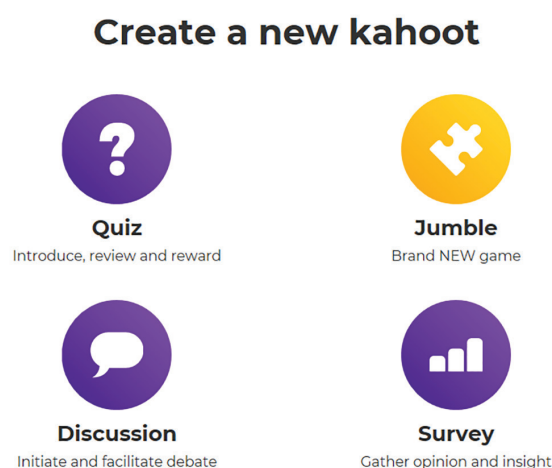 Create a new kahoot
Quiz
Introduce, review and reward
Jumble
Brand NEW game
Discussion
Initiate and facilitate debate
Survey
Gather opinion and insight